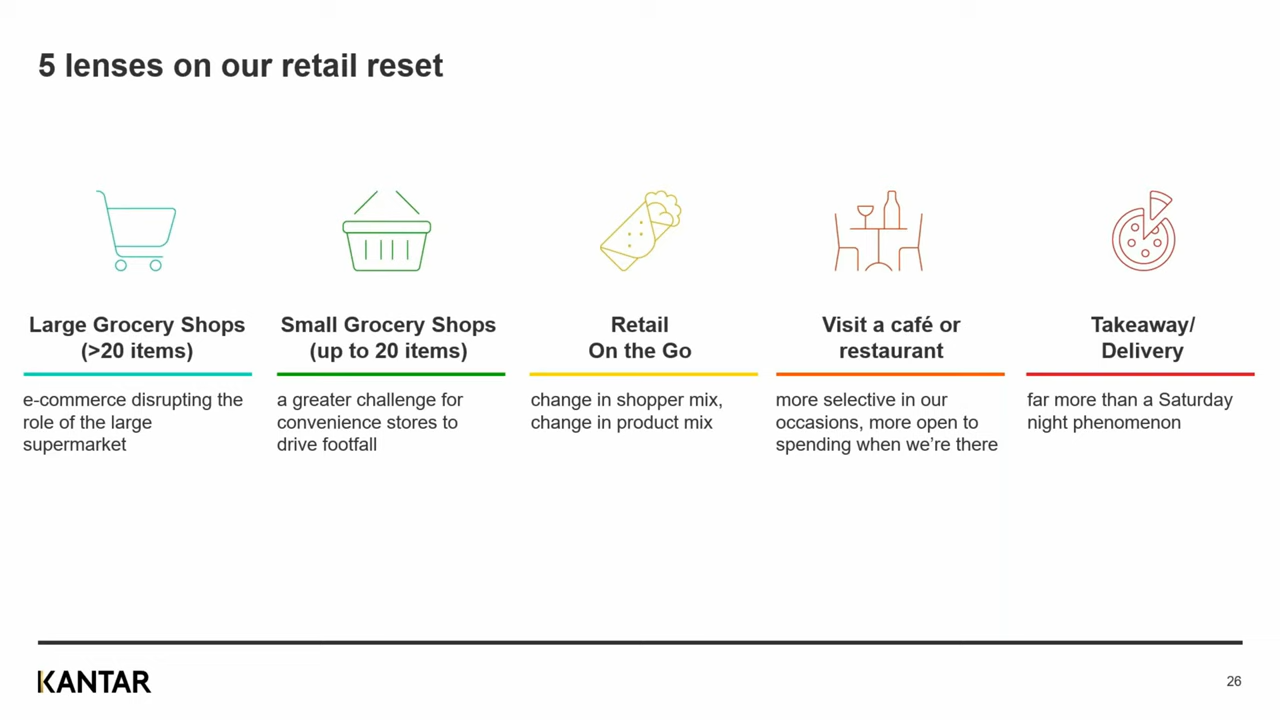 5 lenses on our retail reset
Large Grocery Shops
(>20 items)
e-commerce disrupting the
role of the large
supermarket
Small Grocery Shops
(up to 20 items)
a greater challenge for
convenience stores to
drive footfall
Retail
On the Go
change in shopper mix,
change in product mix
Visit a café or
restaurant
more selective in our
occasions, more open to
spending when we’re there
Takeaway/
Delivery
far more than a Saturday
night phenomenon
KANTAR
26